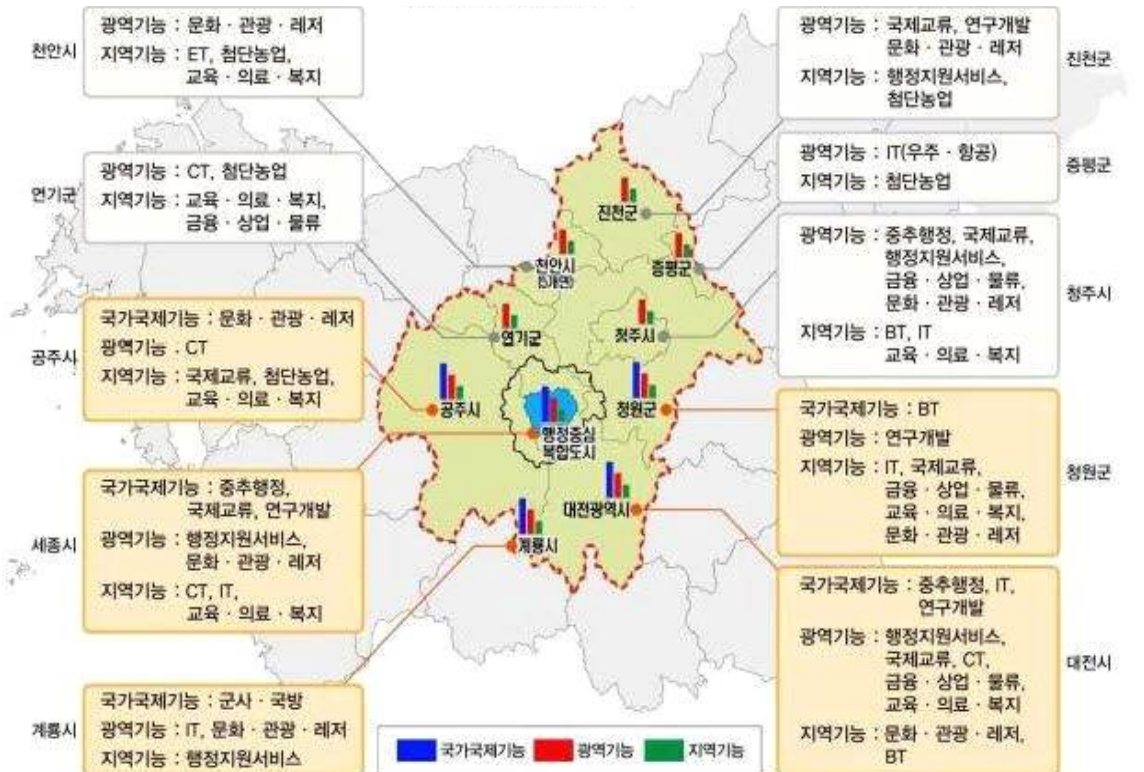 천안시
광역기능 : 문화 · 관광 · 레저
지역기능 : ET, 첨단농업,
교육 · 의료 · 복지
연기군
광역기능 : CT, 첨단농업
지역기능 : 교육 · 의료 · 복지,
금융 · 상업 · 물류
공주시
국가국제기능 : 문화 · 관광 · 레저
광역기능 . CT
지역기능 : 국제교류, 첨단농업,
교육 · 의료 · 복지
세종시
국가국제기능 : 중추행정,
국제교류, 연구개발
광역기능 : 행정지원서비스,
문화 · 관광 · 레저
지역기능 : CT, IT,
교육 · 의료 · 복지
계룡시
국가국제기능 : 군사 · 국방
광역기능 : IT, 문화 · 관광 · 레저
지역기능 : 행정지원서비스
진천군
천안시
(5개면)
증평군
연기군
청주시
공주시
행정중심
복합도시
청원군
대전광역시
계룡시
국가국제기능
광역기능
지역기능
광역기능 : 국제교류, 연구개발
문화 · 관광 · 레저
지역기능 : 행정지원서비스,
첨단농업
진천군
광역기능 : IT(우주 · 항공)
지역기능 : 첨단농업
증평군
광역기능 : 중추행정, 국제교류,
행정지원서비스,
금융 · 상업 · 물류,
문화 · 관광 · 레저
지역기능 : BT, IT
교육 · 의료 · 복지
청주시
국가국제기능 : BT
광역기능 : 연구개발
지역기능 : IT, 국제교류,
금융 · 상업 · 물류,
교육 · 의료 · 복지,
문화 · 관광 · 레저
청원군
국가국제기능 : 중추행정, IT,
연구개발
광역기능 : 행정지원서비스,
국제교류, CT,
금융 · 상업 · 물류,
교육 · 의료 · 복지
지역기능 : 문화 · 관광 · 레저,
BT
대전시